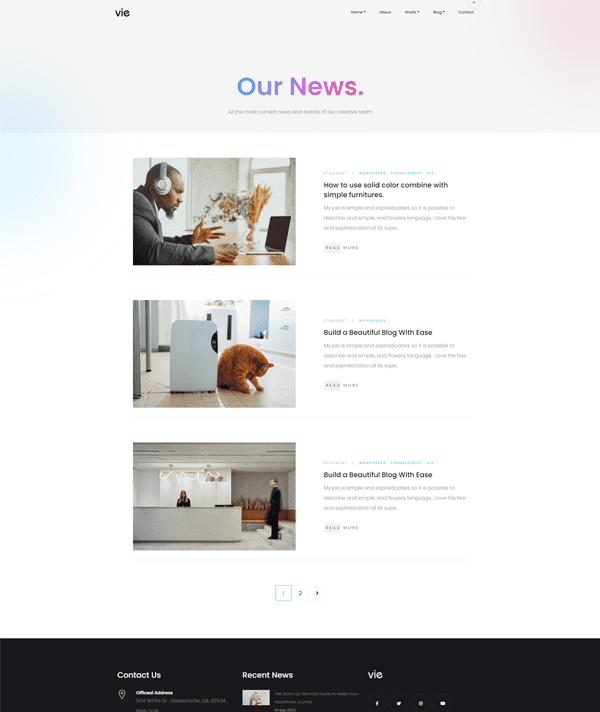 vie
Home
About
Works
Blog
Contact
Our News.
All the most current news and events of our creative team.
6TH AUGUST / WORDPRESS THEMEFOREST VIE
How to use solid color combine with
simple furnitures.
My job is simple and sophisticated, so it is possible to
describe and simple, and flowery language. I love the feel
and sophistication of its supe...
READ MORE
6TH AUGUST / WORDPRESS
Build a Beautiful Blog With Ease
My job is simple and sophisticated, so it is possible to
describe and simple, and flowery language. I love the feel
and sophistication of its supe...
READ MORE
6TH AUGUST / WORDPRESS THEMEFOREST VIE
Build a Beautiful Blog With Ease
My job is simple and sophisticated, so it is possible to
describe and simple, and flowery language. I love the feel
and sophistication of its supe...
READ MORE
1
2
Contact Us
Officeal Address
504 White St . Dawsonville, GA 30534 ,
New York
Recent News
The Start-Up Ultimate Guide to Make Your
WordPress Journal.
vie